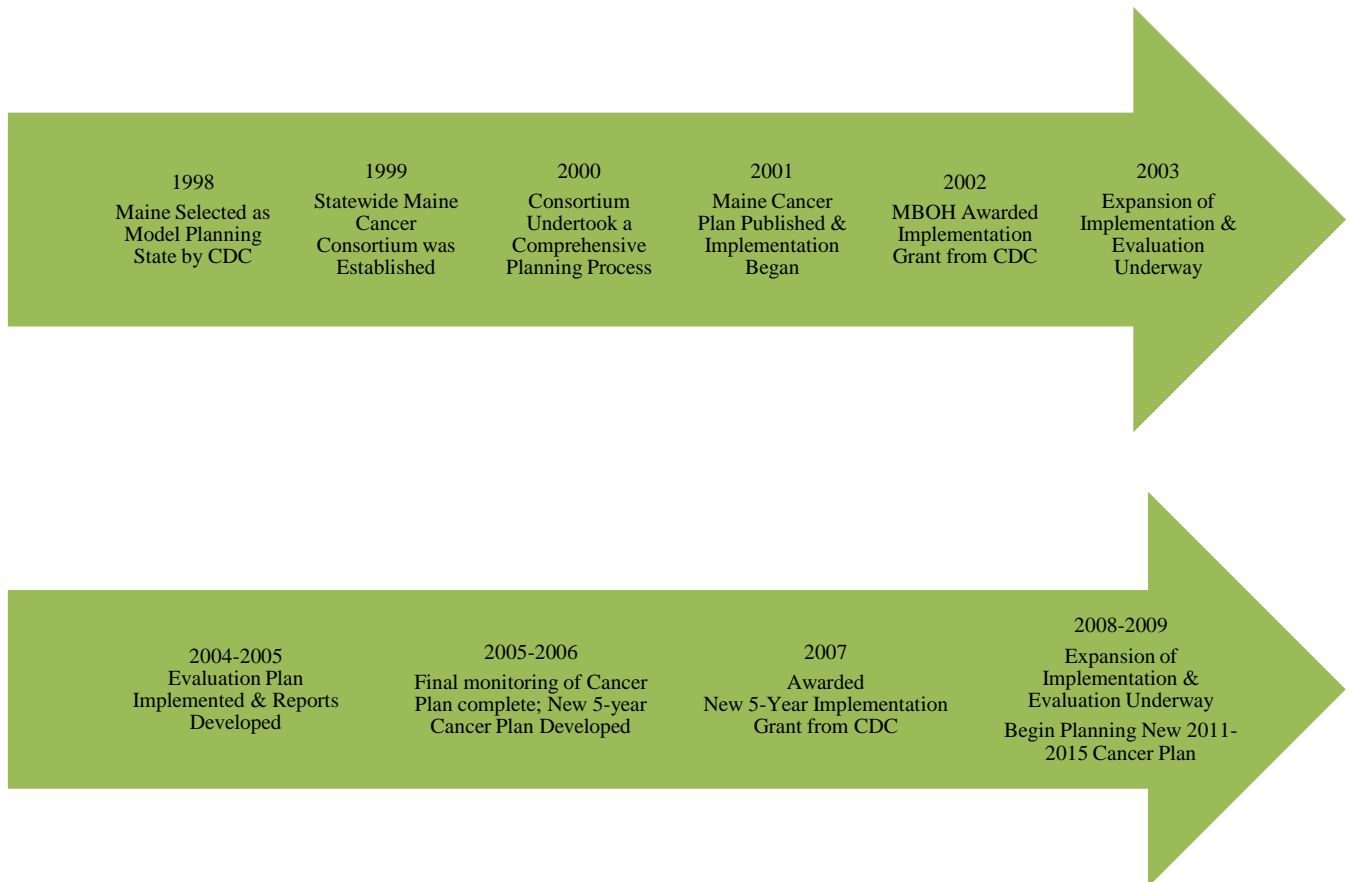 1998
Maine Selected as
Model Planning
State by CDC
1999
Statewide Maine
Cancer
Consortium was
Established
2000
Consortium
Undertook a
Comprehensive
Planning Process
2001
Maine Cancer
Plan Published &
Implementation
Began
2002
MBOH Awarded
Implementation
Grant from CDC
2003
Expansion of
Implementation &
Evaluation
Underway
2004-2005
Evaluation Plan
Implemented & Reports
Developed
2005-2006
Final monitoring of Cancer
Plan complete; New 5-year
Cancer Plan Developed
2007
Awarded
New 5-Year Implementation
Grant from CDC
2008-2009
Expansion of
Implementation &
Evaluation Underway
Begin Planning New 2011-
2015 Cancer Plan